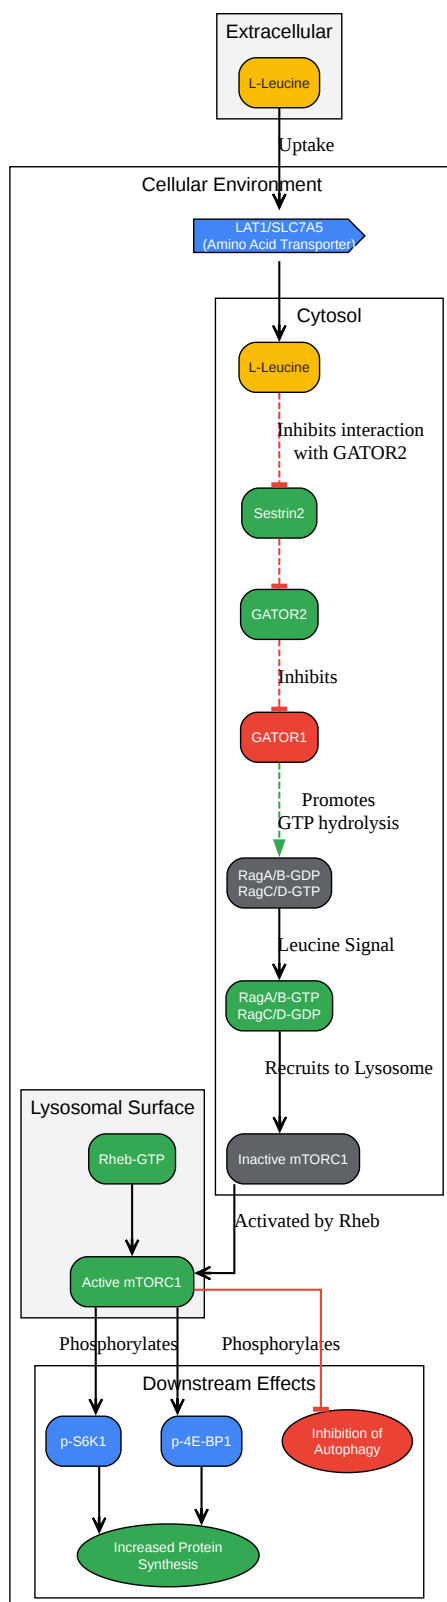 Extracellular
L-Leucine
Uptake
Cellular Environment
LAT1/SLC7A5
(Amino Acid Transporter)
Cytosol
L-Leucine
Inhibits interaction
with GATOR2
Sestrin2
GATOR2
Inhibits
GATOR1
Promotes
GTP hydrolysis
RagA/B-GDP
RagC/D-GTP
Leucine Signal
RagA/B-GTP
RagC/D-GDP
Recruits to Lysosome
Lysosomal Surface
Rheb-GTP
Inactive mTORC1
Activated by Rheb
Active mTORC1
Phosphorylates
Phosphorylates
Downstream Effects
p-S6K1
p-4E-BP1
Inhibition of
Autophagy
Increased Protein
Synthesis